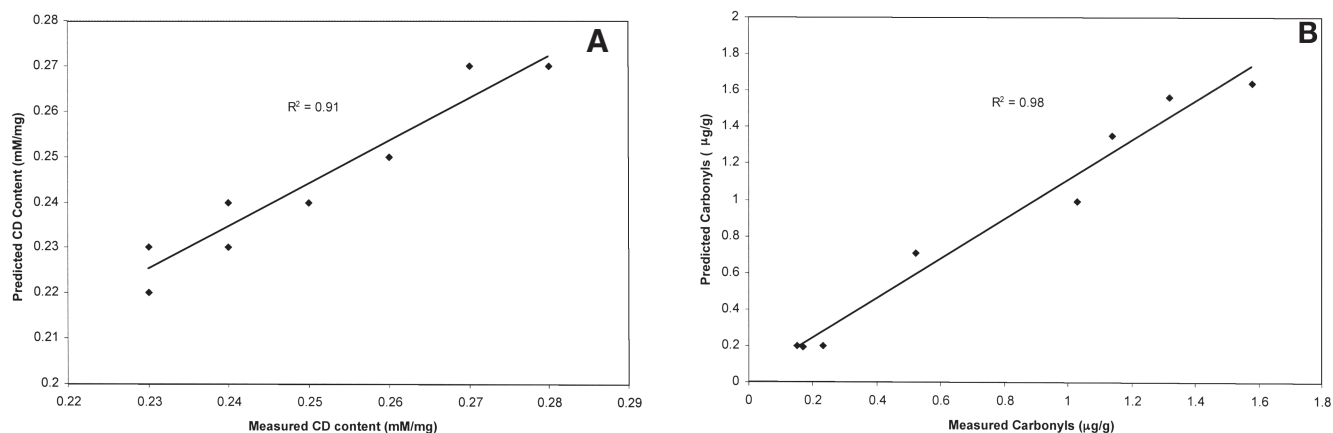 A
0.28
0.27
0.26
0.25
0.24
0.23
0.22
0.21
0.2
Predicted CD Content (mM/mg)
R² = 0.91
0.22 0.23 0.24 0.25 0.26 0.27 0.28 0.29
Measured CD content (mM/mg)
B
2
1.8
1.6
1.4
1.2
1
0.8
0.6
0.4
0.2
0
Predicted Carbonyls ( μg/g)
R² = 0.98
0 0.2 0.4 0.6 0.8 1 1.2 1.4 1.6 1.8
Measured Carbonyls (μg/g)